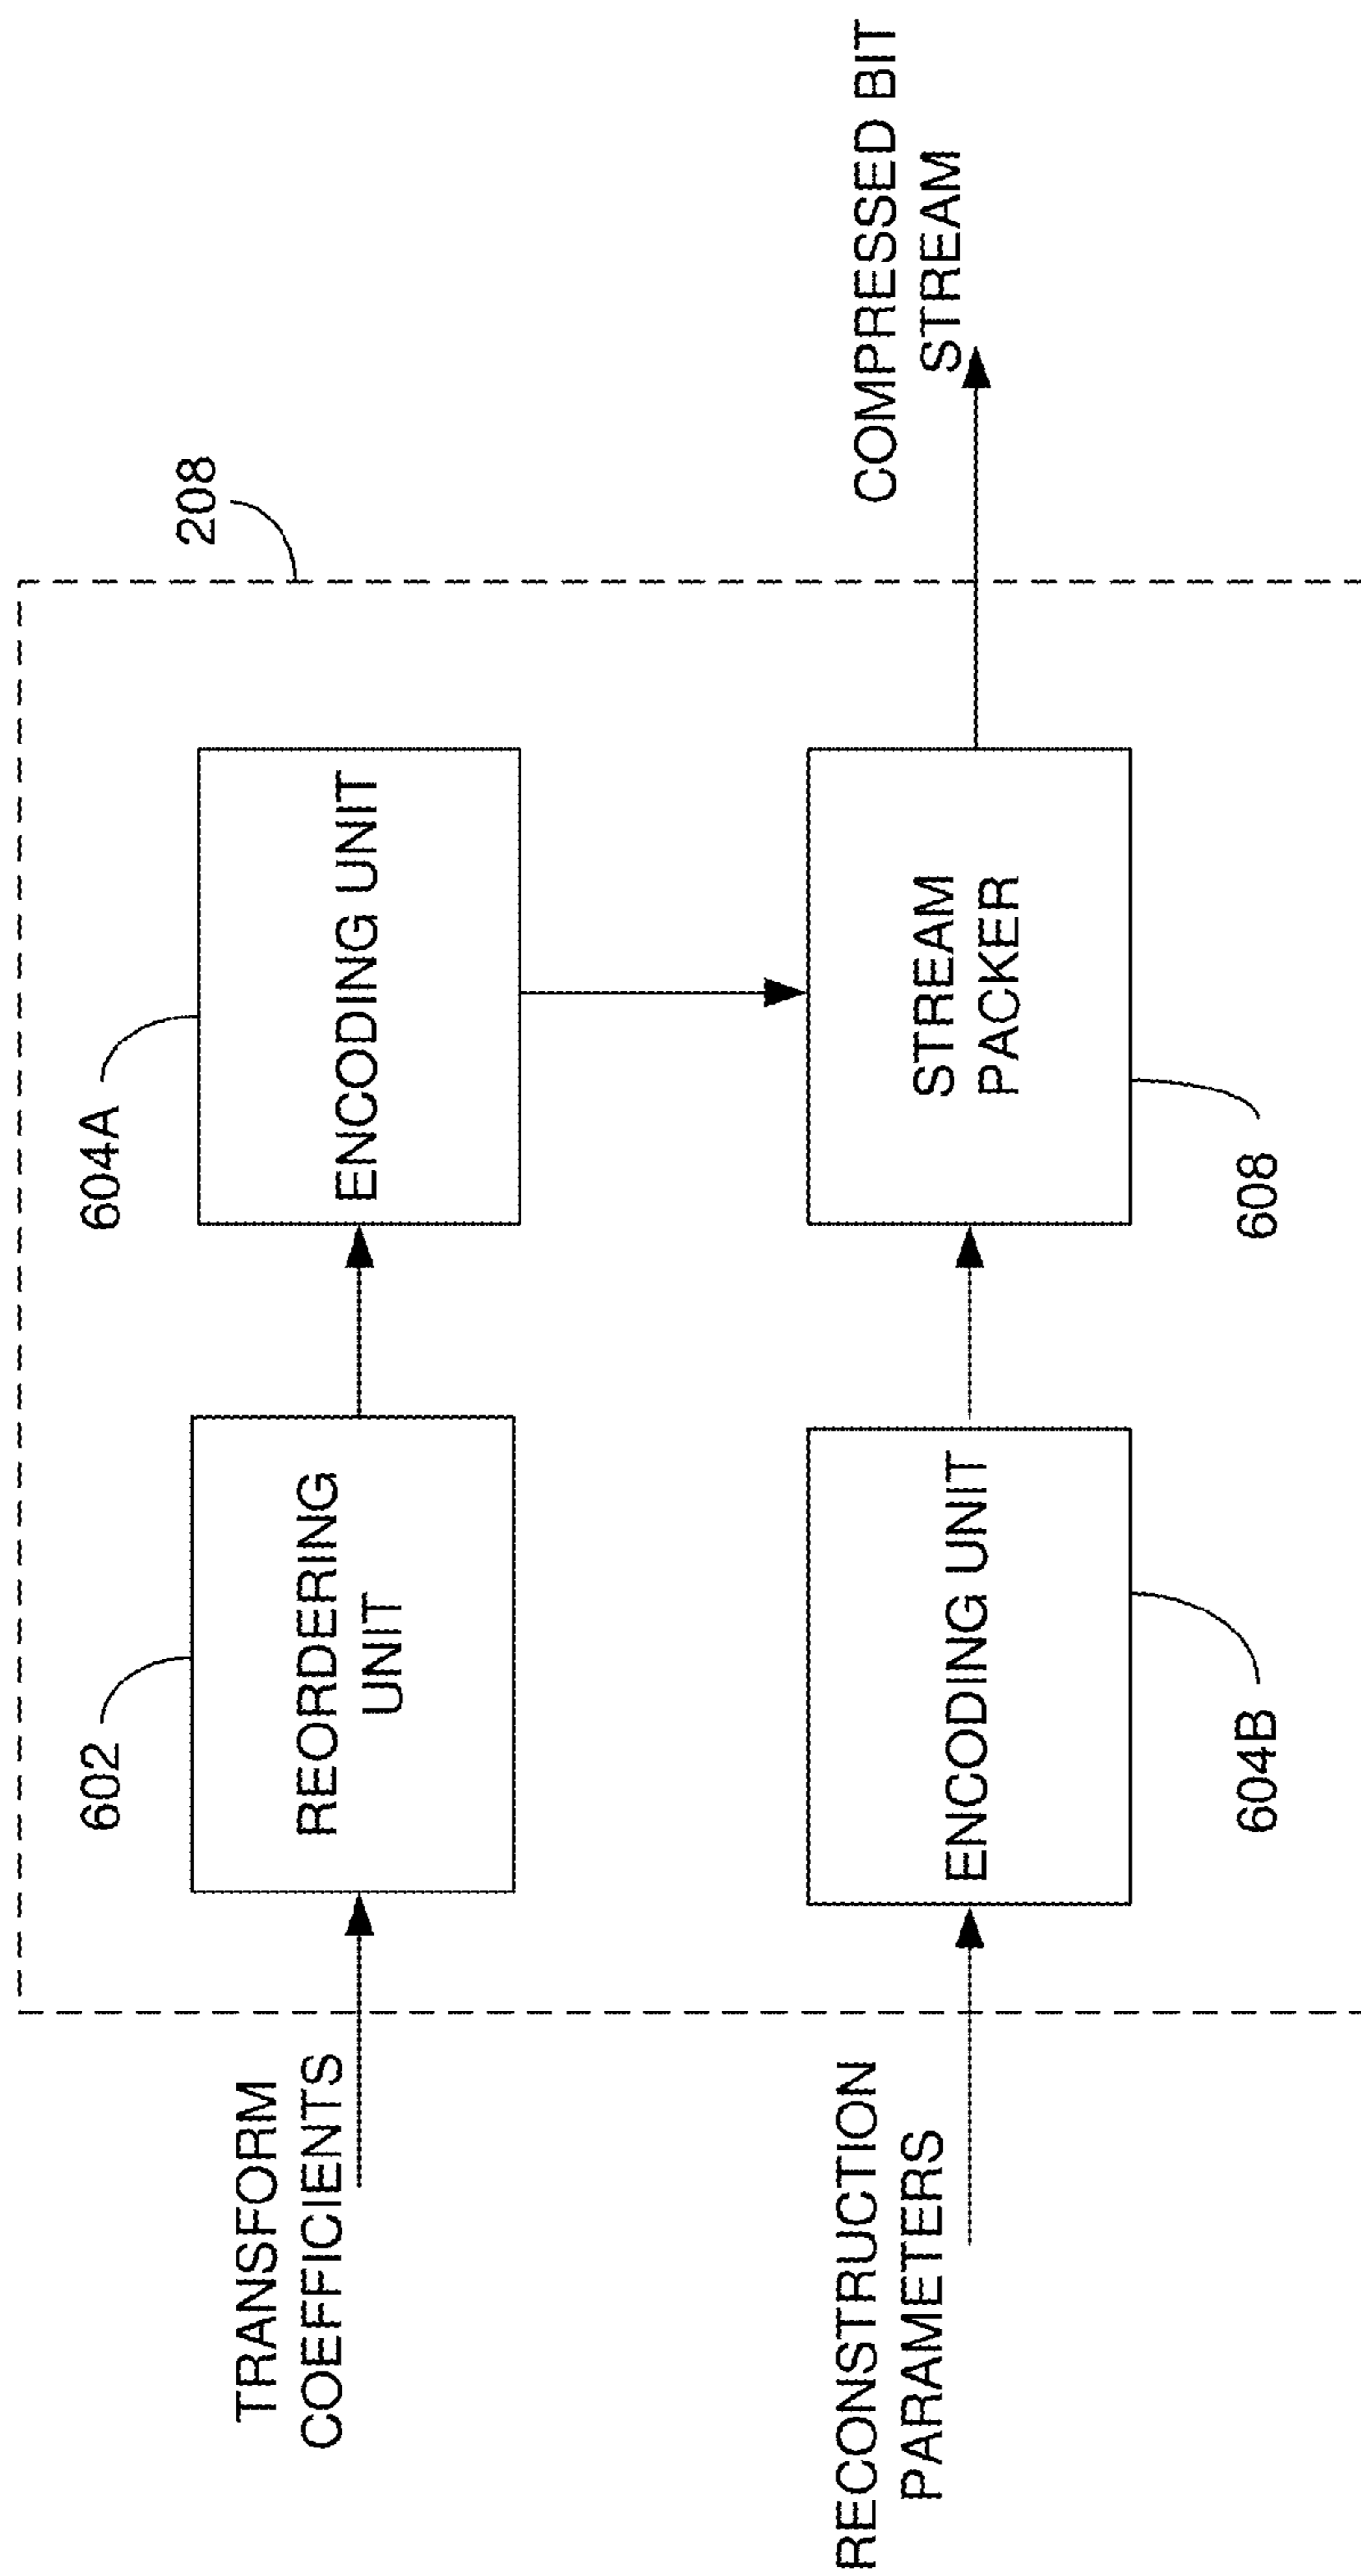 208
602
604A
TRANSFORM
COEFFICIENTS
REORDERING
UNIT
ENCODING UNIT
RECONSTRUCTION
PARAMETERS
ENCODING UNIT
STREAM
PACKER
COMPRESSED BIT
STREAM
604B
608